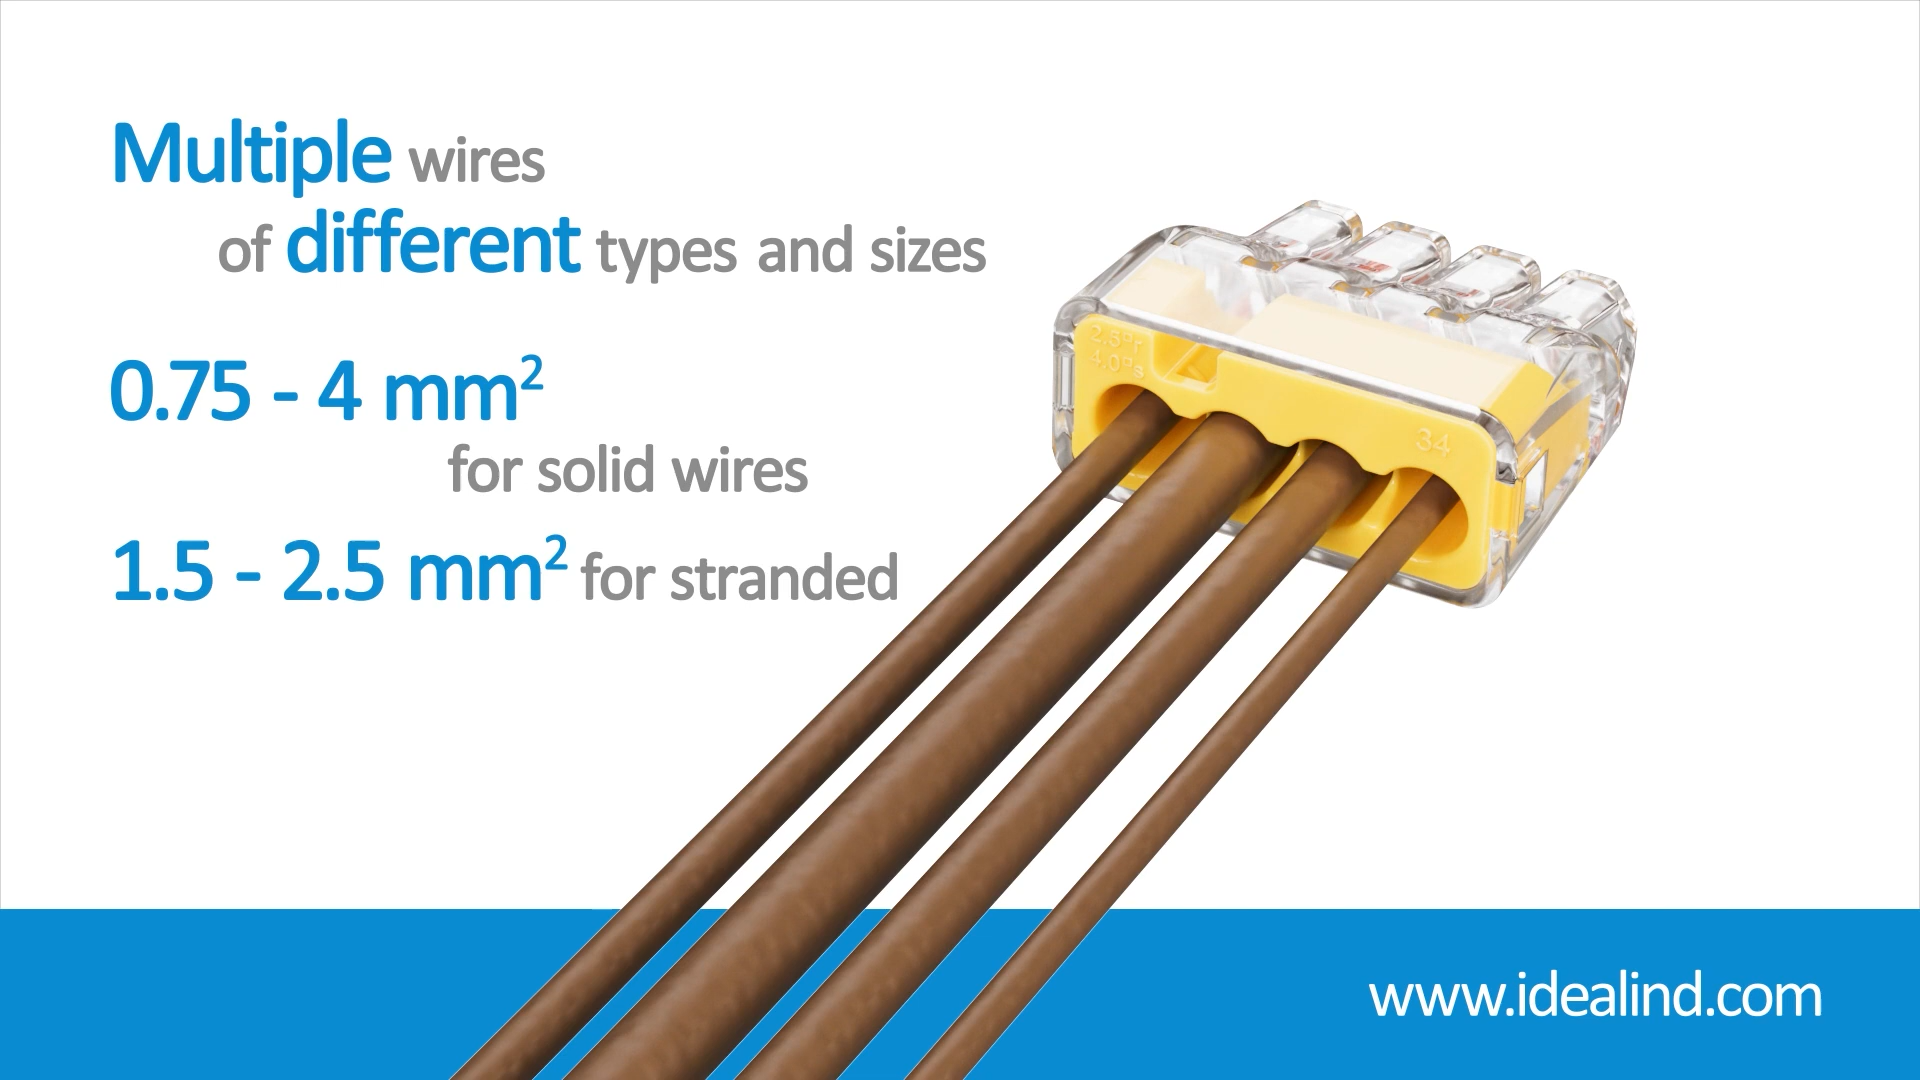 Multiple wires
of different types and sizes
0.75 - 4 mm²
for solid wires
1.5 - 2.5 mm² for stranded
34
www.idealind.com